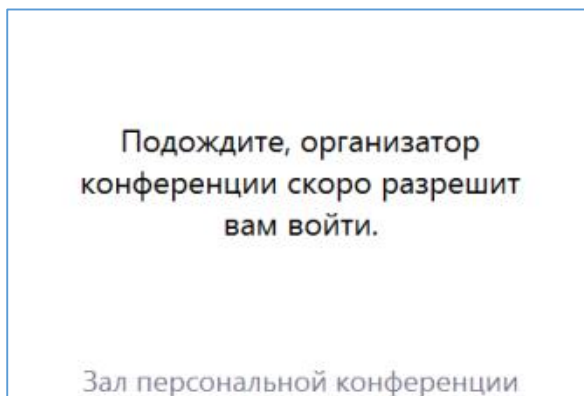 Подождите, организатор
конференции скоро разрешит
вам войти.
Зал персональной конференции